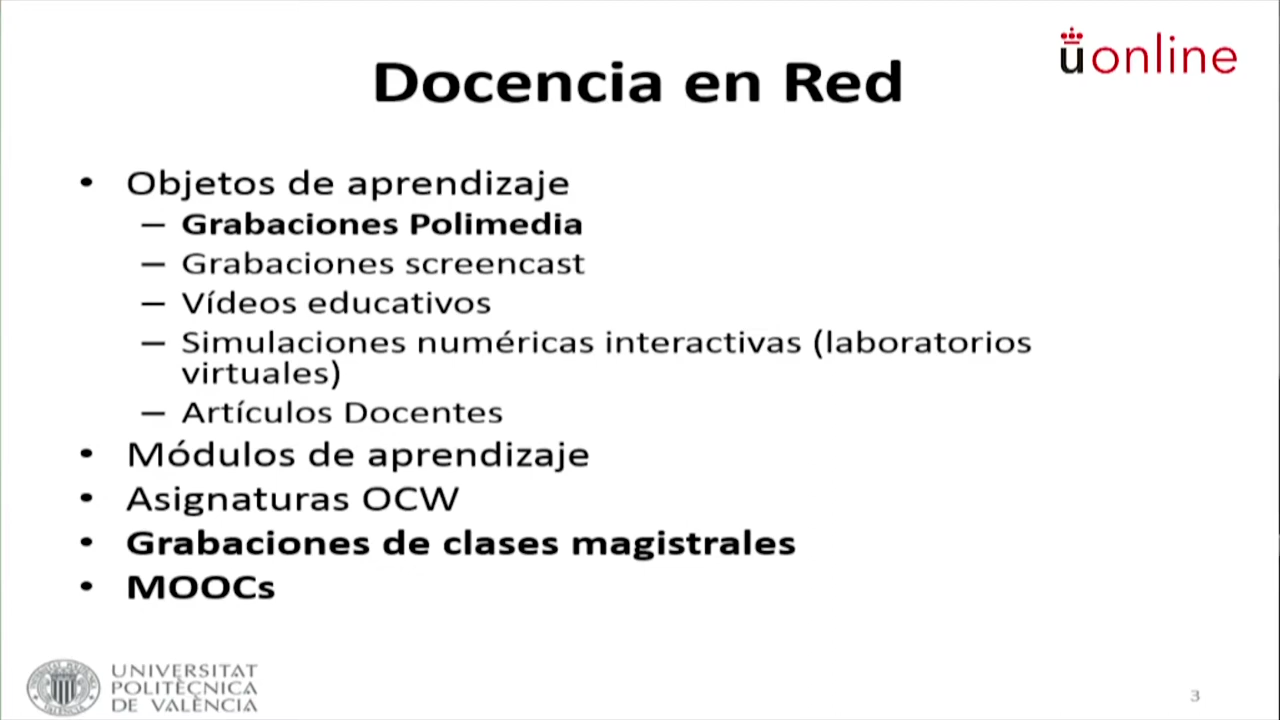 uonline
Docencia en Red
• Objetos de aprendizaje
– Grabaciones Polimedia
– Grabaciones screencast
– Vídeos educativos
– Simulaciones numéricas interactivas (laboratorios
virtuales)
– Artículos Docentes
• Módulos de aprendizaje
• Asignaturas OCW
• Grabaciones de clases magistrales
• MOOCs
UNIVERSITAT
POLITÈCNICA
DE VALÈNCIA
3